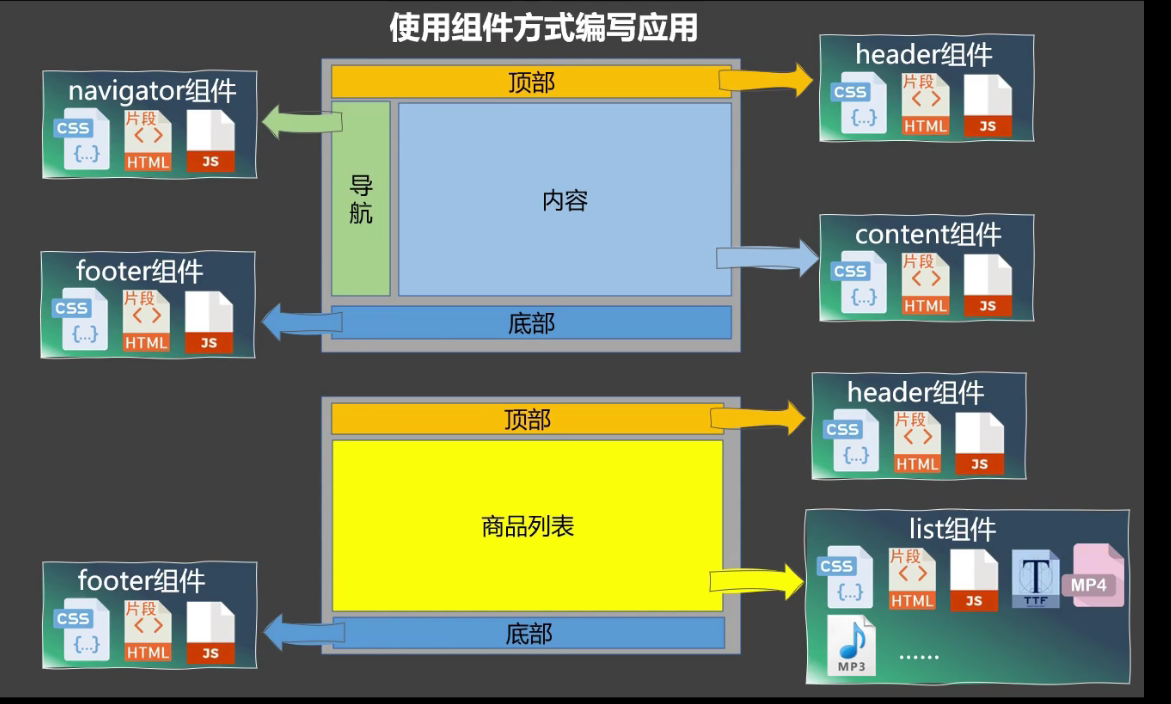 使用组件方式编写应用
navigator组件
CSS
{...}
片段
< >
HTML
JS
顶部
导
航
内容
底部
header组件
CSS
{...}
片段
< >
HTML
JS
footer组件
CSS
{...}
片段
< >
HTML
JS
content组件
CSS
{...}
片段
< >
HTML
JS
顶部
商品列表
底部
header组件
CSS
{...}
片段
< >
HTML
JS
footer组件
CSS
{...}
片段
< >
HTML
JS
list组件
CSS
{...}
片段
< >
HTML
JS
T
TTF
MP4
MP3
......